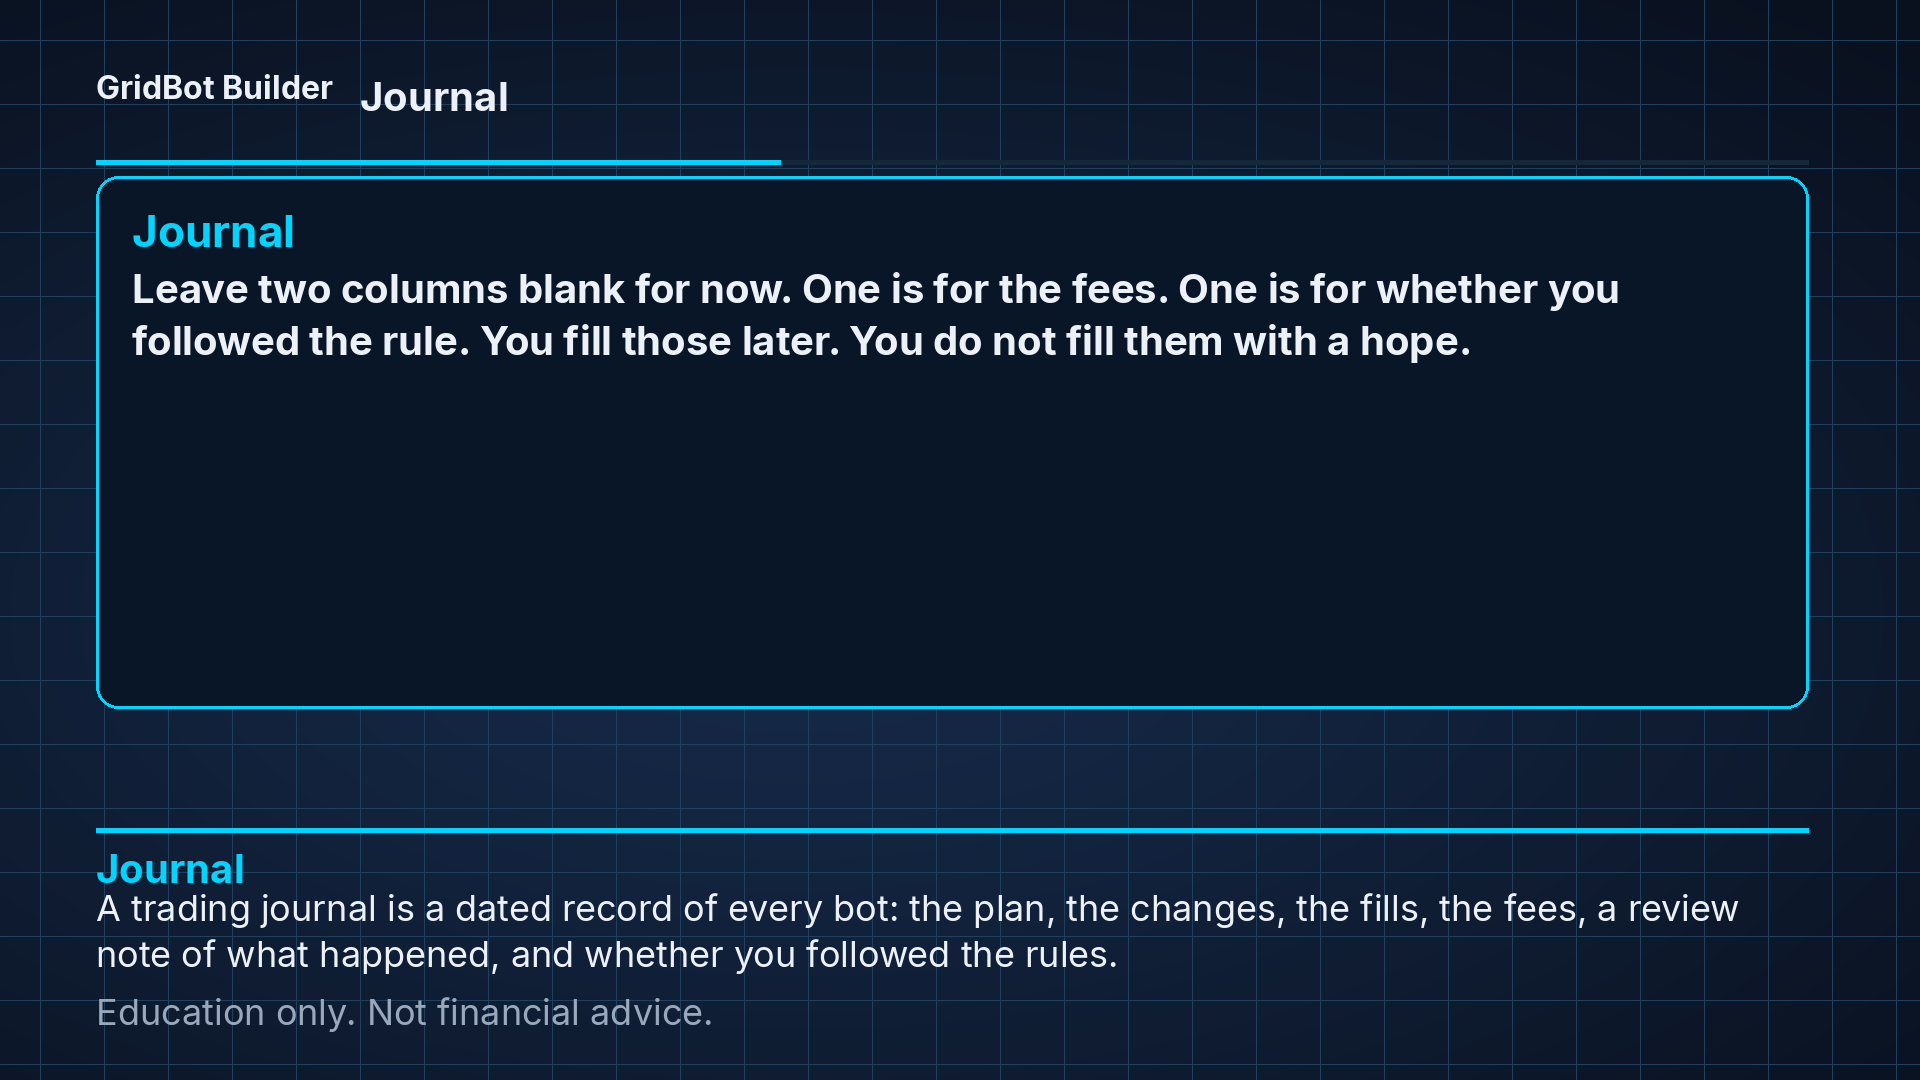 GridBot Builder
Journal
Journal
Leave two columns blank for now. One is for the fees. One is for whether you
followed the rule. You fill those later. You do not fill them with a hope.
Journal
A trading journal is a dated record of every bot: the plan, the changes, the fills, the fees, a review
note of what happened, and whether you followed the rules.
Education only. Not financial advice.